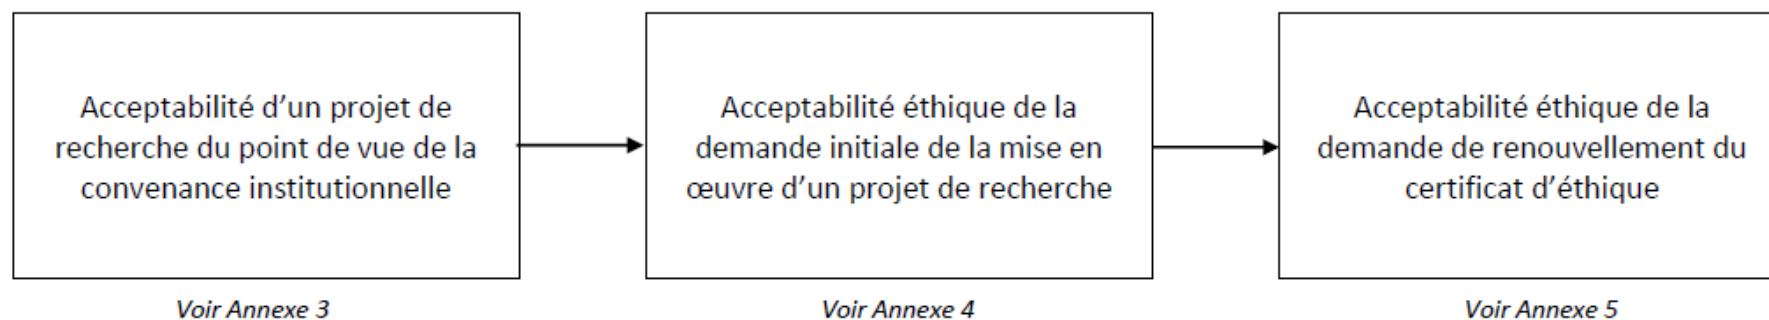 Acceptabilité d’un projet de
recherche du point de vue de la
convenance institutionnelle
Voir Annexe 3
Acceptabilité éthique de la
demande initiale de la mise en
œuvre d’un projet de recherche
Voir Annexe 4
Acceptabilité éthique de la
demande de renouvellement du
certificat d’éthique
Voir Annexe 5